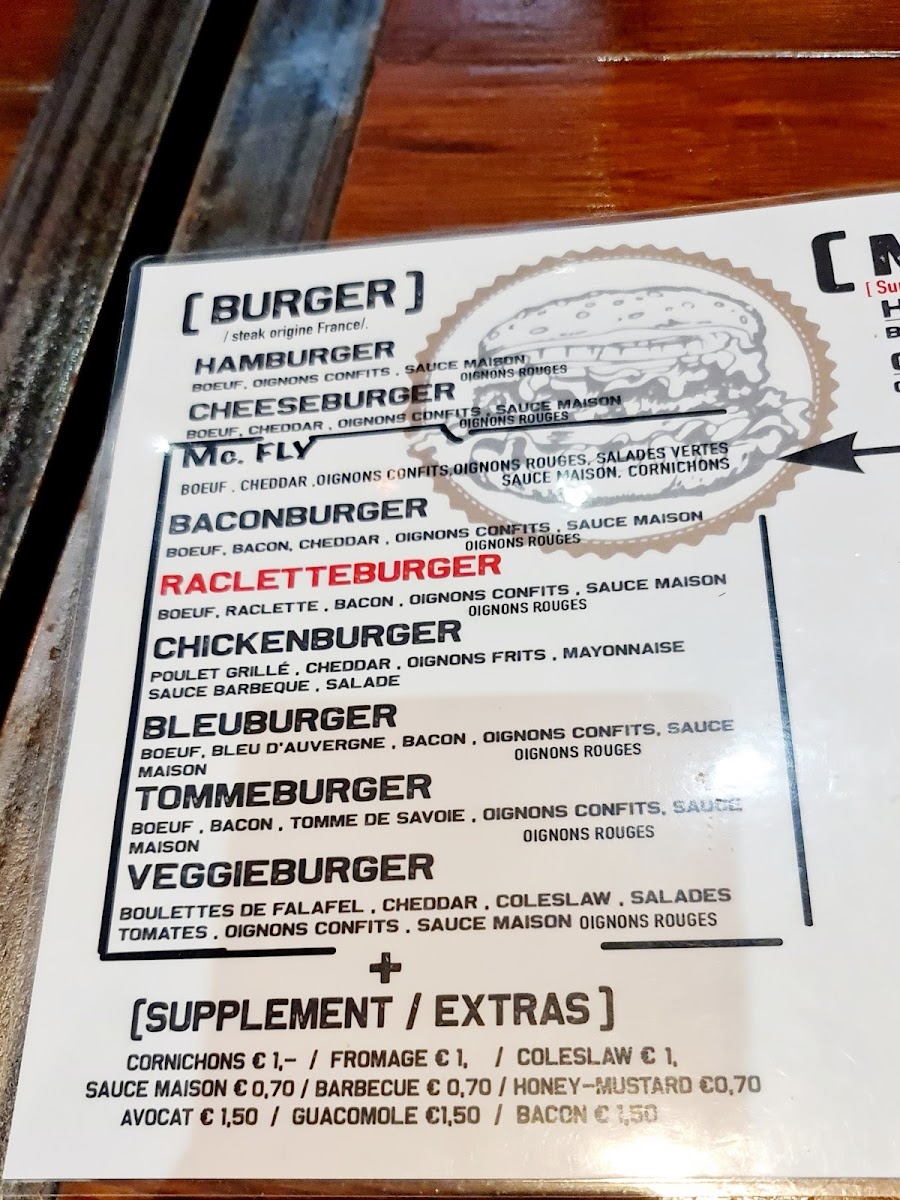 [ BURGER ]
/ steak origine France/.
HAMBURGER
BOEUF, OIGNONS CONFITS , SAUCE MAISON
OIGNONS ROUGES
CHEESEBURGER
BOEUF, CHEDDAR , OIGNONS CONFITS , SAUCE MAISON
OIGNONS ROUGES
Mc. FLY
BOEUF , CHEDDAR ,OIGNONS CONFITS,OIGNONS ROUGES, SALADES VERTES
SAUCE MAISON, CORNICHONS
BACONBURGER
BOEUF, BACON, CHEDDAR , OIGNONS CONFITS , SAUCE MAISON
OIGNONS ROUGES
RACLETTEBURGER
BOEUF, RACLETTE , BACON , OIGNONS CONFITS , SAUCE MAISON
OIGNONS ROUGES
CHICKENBURGER
POULET GRILLÉ , CHEDDAR , OIGNONS FRITS , MAYONNAISE
SAUCE BARBEQUE , SALADE
BLEUBURGER
BOEUF, BLEU D'AUVERGNE , BACON , OIGNONS CONFITS, SAUCE
OIGNONS ROUGES
MAISON
TOMMEBURGER
BOEUF , BACON , TOMME DE SAVOIE , OIGNONS CONFITS, SAUCE
OIGNONS ROUGES
MAISON
VEGGIEBURGER
BOULETTES DE FALAFEL , CHEDDAR , COLESLAW , SALADES
TOMATES , OIGNONS CONFITS , SAUCE MAISON OIGNONS ROUGES
+
[SUPPLEMENT / EXTRAS ]
CORNICHONS € 1,- / FROMAGE € 1, / COLESLAW € 1,
SAUCE MAISON € 0,70 / BARBECUE € 0,70 / HONEY-MUSTARD €0,70
AVOCAT € 1,50 / GUACOMOLE €1,50 / BACON € 1,50